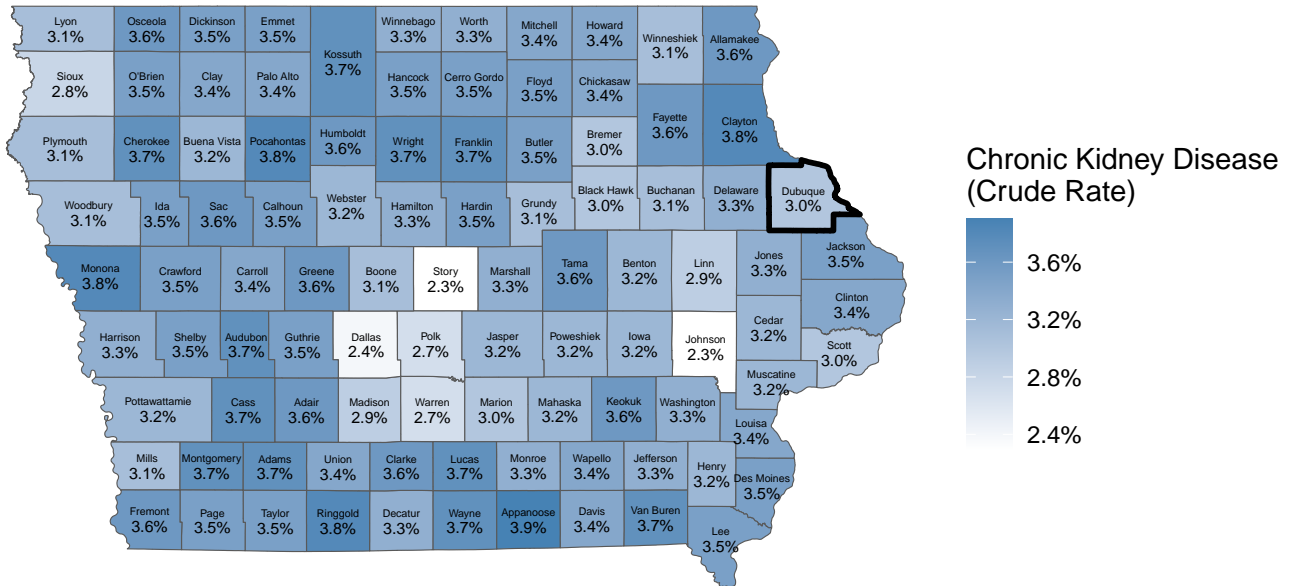 Lyon
3.1%
Osceola
3.6%
Dickinson
3.5%
Emmet
3.5%
Kossuth
3.7%
Winnebago
3.3%
Worth
3.3%
Mitchell
3.4%
Howard
3.4%
Winneshiek
3.1%
Allamakee
3.6%
Sioux
2.8%
O'Brien
3.5%
Clay
3.4%
Palo Alto
3.4%
Hancock
3.5%
Cerro Gordo
3.5%
Floyd
3.5%
Chickasaw
3.4%
Fayette
3.6%
Clayton
3.8%
Plymouth
3.1%
Cherokee
3.7%
Buena Vista
3.2%
Pocahontas
3.8%
Humboldt
3.6%
Wright
3.7%
Franklin
3.7%
Butler
3.5%
Bremer
3.0%
Woodbury
3.1%
Ida
3.5%
Sac
3.6%
Calhoun
3.5%
Webster
3.2%
Hamilton
3.3%
Hardin
3.5%
Grundy
3.1%
Black Hawk
3.0%
Buchanan
3.1%
Delaware
3.3%
Dubuque
3.0%
Monona
3.8%
Crawford
3.5%
Carroll
3.4%
Greene
3.6%
Boone
3.1%
Story
2.3%
Marshall
3.3%
Tama
3.6%
Benton
3.2%
Linn
2.9%
Jones
3.3%
Jackson
3.5%
Clinton
3.4%
Harrison
3.3%
Shelby
3.5%
Audubon
3.7%
Guthrie
3.5%
Dallas
2.4%
Polk
2.7%
Jasper
3.2%
Poweshiek
3.2%
Iowa
3.2%
Johnson
2.3%
Cedar
3.2%
Scott
3.0%
Muscatine
3.2%
Pottawattamie
3.2%
Cass
3.7%
Adair
3.6%
Madison
2.9%
Warren
2.7%
Marion
3.0%
Mahaska
3.2%
Keokuk
3.6%
Washington
3.3%
Louisa
3.4%
Mills
3.1%
Montgomery
3.7%
Adams
3.7%
Union
3.4%
Clarke
3.6%
Lucas
3.7%
Monroe
3.3%
Wapello
3.4%
Jefferson
3.3%
Henry
3.2%
Des Moines
3.5%
Fremont
3.6%
Page
3.5%
Taylor
3.5%
Ringgold
3.8%
Decatur
3.3%
Wayne
3.7%
Appanoose
3.9%
Davis
3.4%
Van Buren
3.7%
Lee
3.5%
Chronic Kidney Disease
(Crude Rate)
3.6%
3.2%
2.8%
2.4%